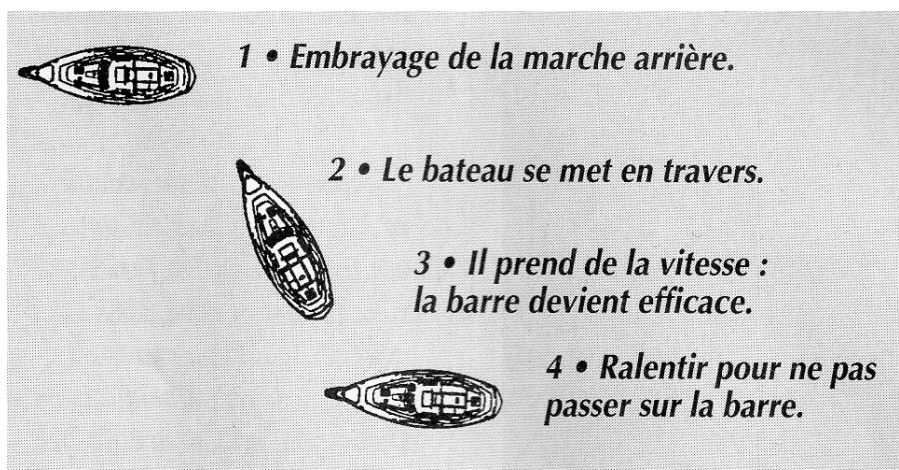 1 • Embrayage de la marche arrière.
2 • Le bateau se met en travers.
3 • Il prend de la vitesse :
la barre devient efficace.
4 • Ralentir pour ne pas
passer sur la barre.